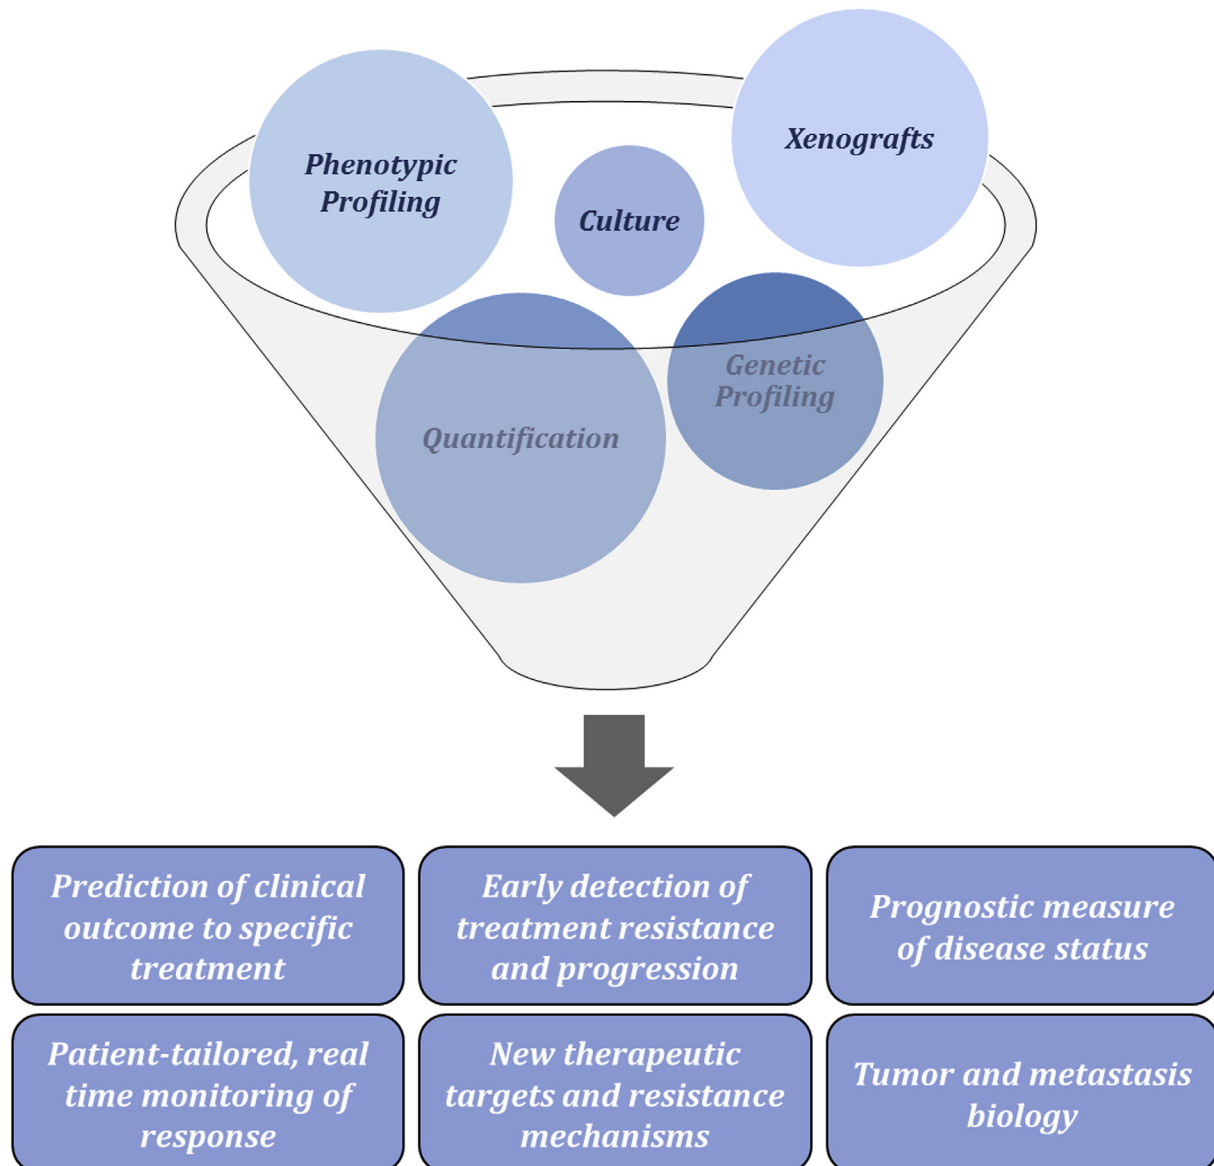 Phenotypic
Profiling
Culture
Xenografts
Quantification
Genetic
Profiling
Prediction of clinical
outcome to specific
treatment
Early detection of
treatment resistance
and progression
Prognostic measure
of disease status
Patient-tailored, real
time monitoring of
response
New therapeutic
targets and resistance
mechanisms
Tumor and metastasis
biology